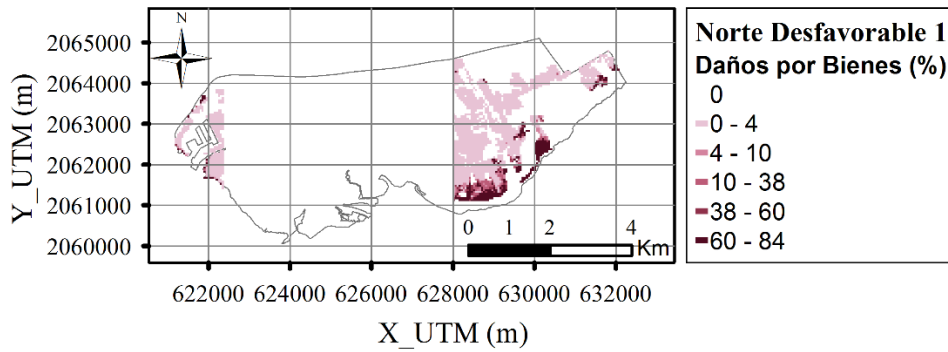 N
Y_UTM (m)
2065000
2064000
2063000
2062000
2061000
2060000
0 1 2 4
Km
622000 624000 626000 628000 630000 632000
X_UTM (m)
Norte Desfavorable 1
Daños por Bienes (%)
0
0 - 4
4 - 10
10 - 38
38 - 60
60 - 84